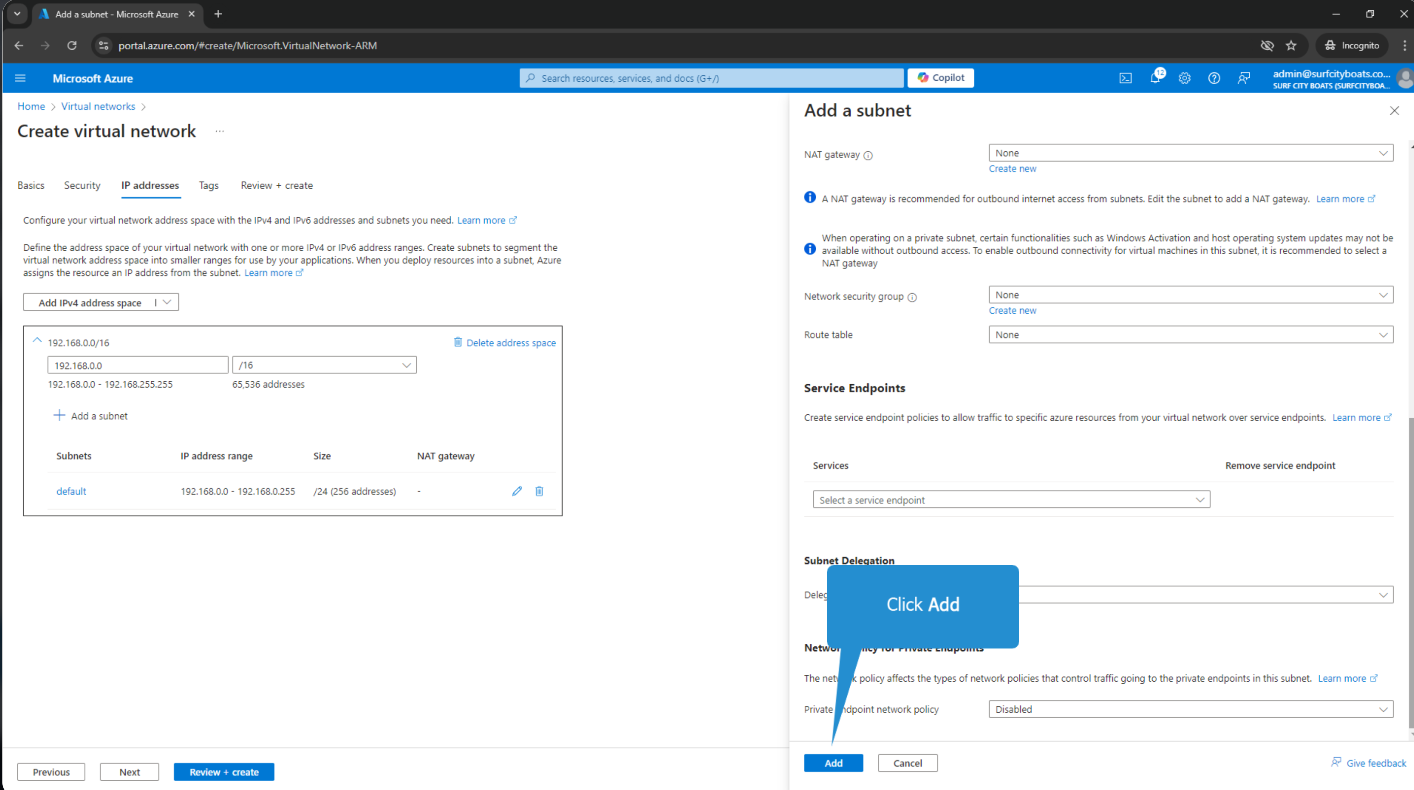 Add a subnet - Microsoft Azure
portal.azure.com/#create/Microsoft.VirtualNetwork-ARM
Incognito
Microsoft Azure
Search resources, services, and docs (G+/)
Copilot
12
admin@surfcityboats.co...
SURF CITY BOATS (SURFCITYBOA...
Home > Virtual networks >
Create virtual network ...
Basics Security IP addresses Tags Review + create
Configure your virtual network address space with the IPv4 and IPv6 addresses and subnets you need. Learn more
Define the address space of your virtual network with one or more IPv4 or IPv6 address ranges. Create subnets to segment the
virtual network address space into smaller ranges for use by your applications. When you deploy resources into a subnet, Azure
assigns the resource an IP address from the subnet. Learn more
Add IPv4 address space |
192.168.0.0/16
Delete address space
192.168.0.0
/16
192.168.0.0 - 192.168.255.255
65,536 addresses
+ Add a subnet
Subnets IP address range Size NAT gateway
default 192.168.0.0 - 192.168.0.255 /24 (256 addresses) -
Previous
Next
Review + create
Add a subnet
NAT gateway
None
Create new
A NAT gateway is recommended for outbound internet access from subnets. Edit the subnet to add a NAT gateway. Learn more
When operating on a private subnet, certain functionalities such as Windows Activation and host operating system updates may not be
available without outbound access. To enable outbound connectivity for virtual machines in this subnet, it is recommended to select a
NAT gateway
Network security group
None
Create new
Route table
None
Service Endpoints
Create service endpoint policies to allow traffic to specific azure resources from your virtual network over service endpoints. Learn more
Services
Remove service endpoint
Select a service endpoint
Subnet Delegation
Click Add
The policy affects the types of network policies that control traffic going to the private endpoints in this subnet. Learn more
Private endpoint network policy
Disabled
Add
Cancel
Give feedback